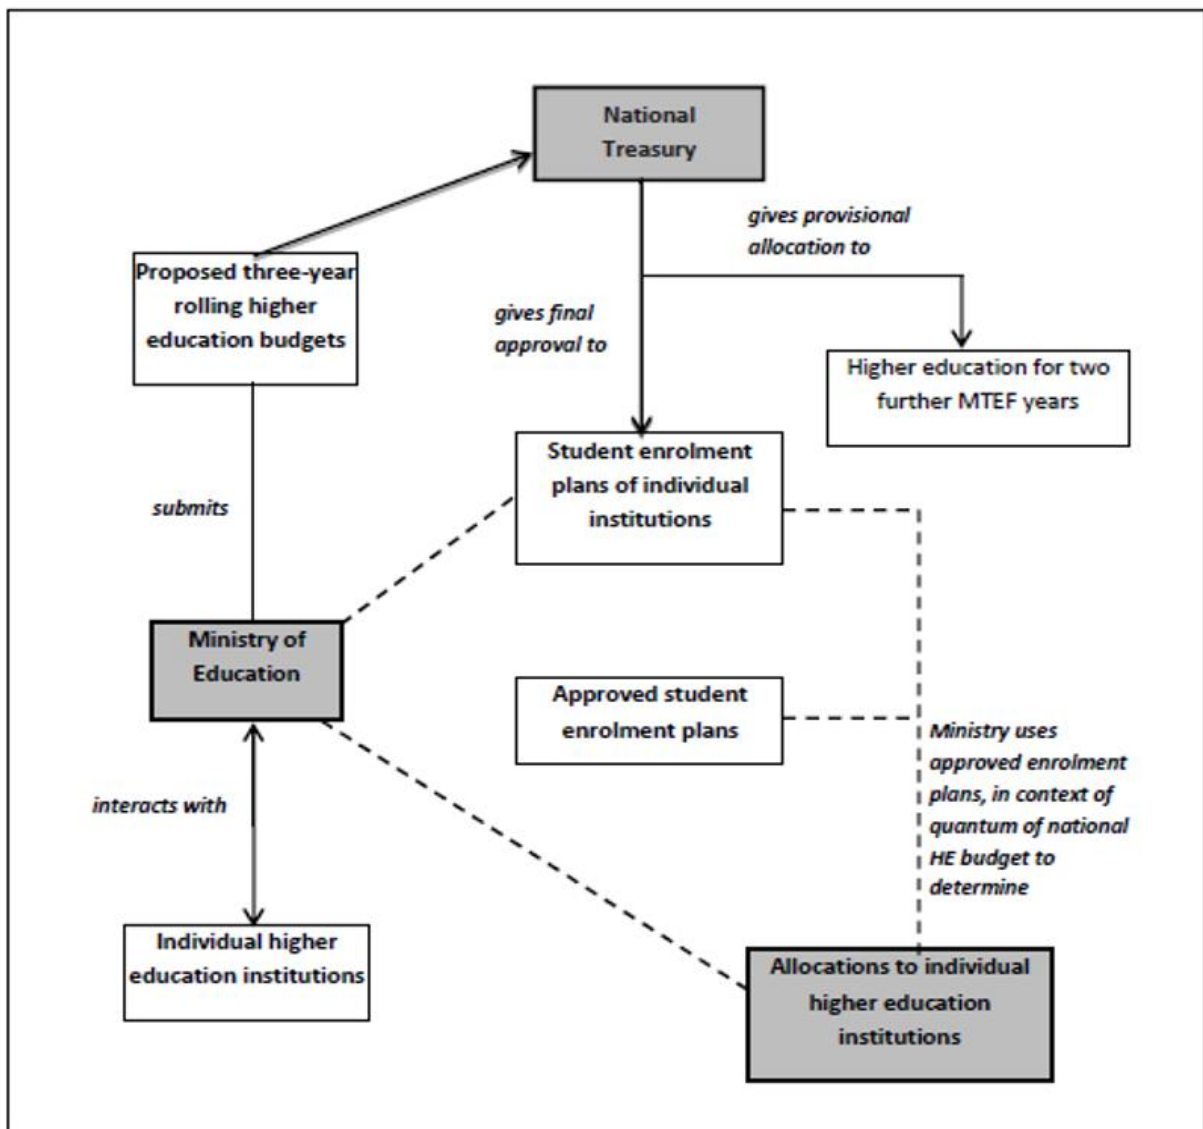 National
Treasury
gives provisional
allocation to
Proposed three-year
rolling higher
education budgets
gives final
approval to
Higher education for two
further MTEF years
Student enrolment
plans of individual
institutions
submits
Ministry of
Education
Approved student
enrolment plans
Ministry uses
approved enrolment
plans, in context of
quantum of national
HE budget to
determine
interacts with
Individual higher
education institutions
Allocations to individual
higher education
institutions